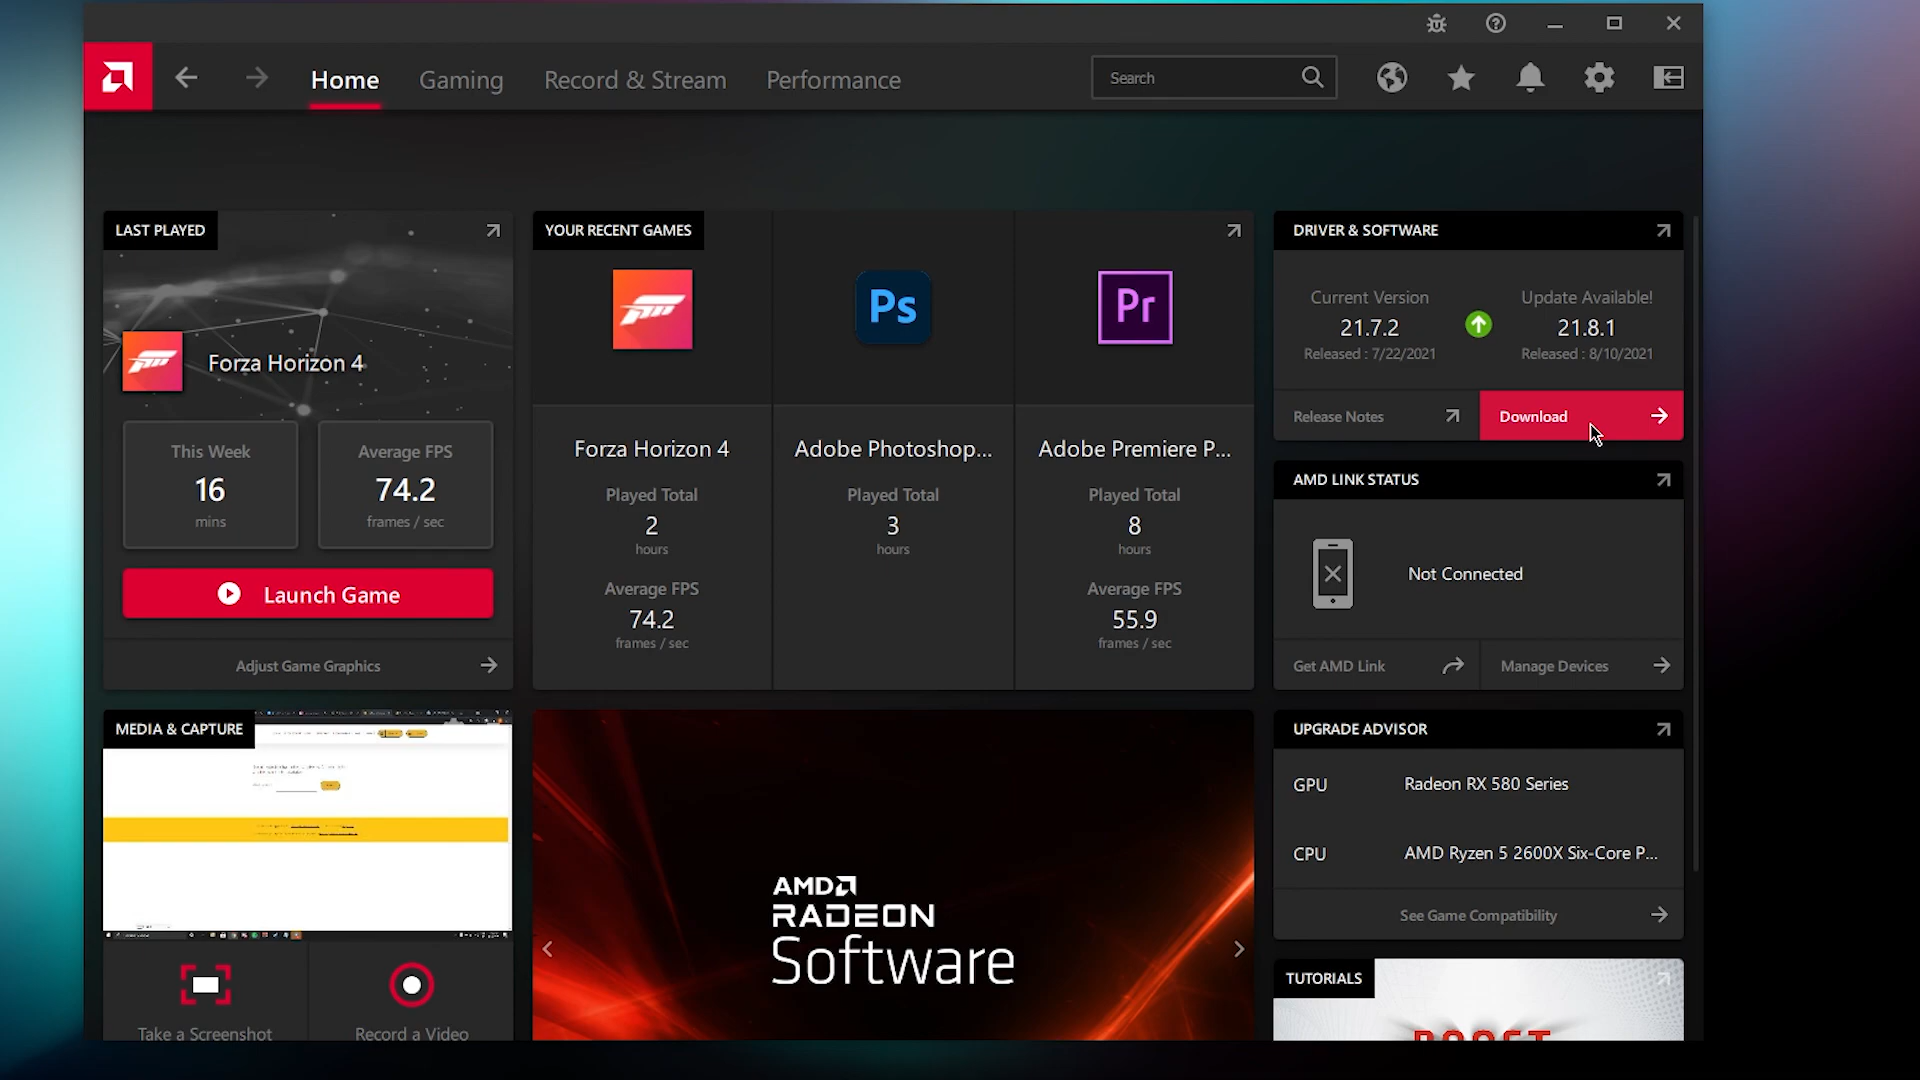 Home
Gaming
Record & Stream
Performance
Search
LAST PLAYED
Forza Horizon 4
This Week
16
mins
Average FPS
74.2
frames / sec
Launch Game
Adjust Game Graphics
YOUR RECENT GAMES
Ps
Pr
Forza Horizon 4
Played Total
2
hours
Average FPS
74.2
frames / sec
Adobe Photoshop...
Played Total
3
hours
Adobe Premiere P...
Played Total
8
hours
Average FPS
55.9
frames / sec
DRIVER & SOFTWARE
Current Version
21.7.2
Released : 7/22/2021
Update Available!
21.8.1
Released : 8/10/2021
Release Notes
Download
AMD LINK STATUS
Not Connected
Get AMD Link
Manage Devices
MEDIA & CAPTURE
Take a Screenshot
Record a Video
AMD
RADEON
Software
UPGRADE ADVISOR
GPU
Radeon RX 580 Series
CPU
AMD Ryzen 5 2600X Six-Core P...
See Game Compatibility
TUTORIALS
BOOST